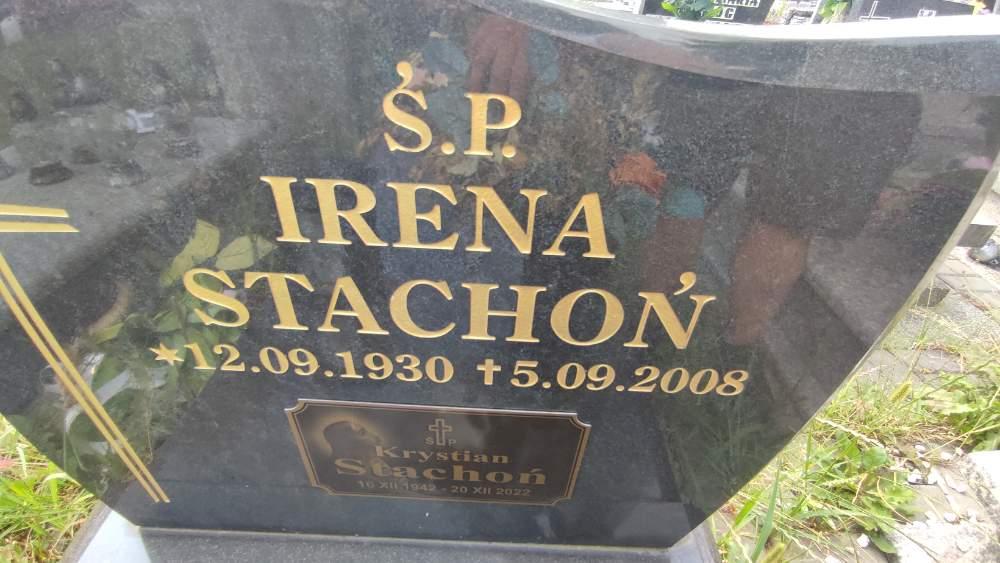 Ś.P.
IRENA
STACHOŃ
*12.09.1930 †5.09.2008
Ś P
Krystian
Stachoń
16 XII 1942 - 20 XII 2022